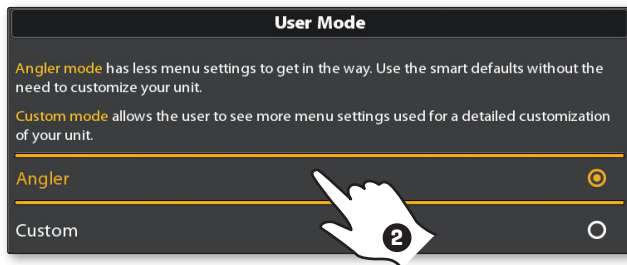 User Mode
Angler mode has less menu settings to get in the way. Use the smart defaults without the
need to customize your unit.
Custom mode allows the user to see more menu settings used for a detailed customization
of your unit.
Angler
Custom
2